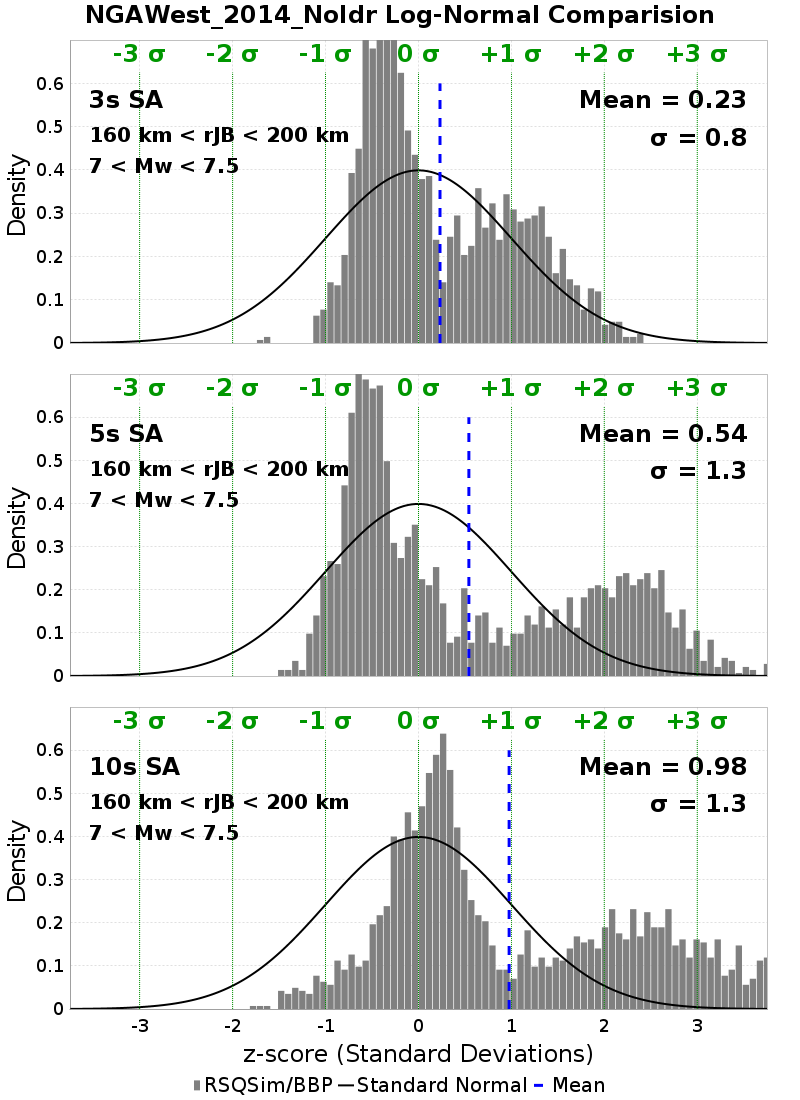 NGAWest_2014_NoIdr Log-Normal Comparision
-3 σ -2 σ -1 σ 0 σ +1 σ +2 σ +3 σ
3s SA
160 km < rJB < 200 km
7 < Mw < 7.5
Mean = 0.23
σ = 0.8
Density
0.6
0.5
0.4
0.3
0.2
0.1
0
-3 σ -2 σ -1 σ 0 σ +1 σ +2 σ +3 σ
5s SA
160 km < rJB < 200 km
7 < Mw < 7.5
Mean = 0.54
σ = 1.3
Density
0.6
0.5
0.4
0.3
0.2
0.1
0
-3 σ -2 σ -1 σ 0 σ +1 σ +2 σ +3 σ
10s SA
160 km < rJB < 200 km
7 < Mw < 7.5
Mean = 0.98
σ = 1.3
Density
0.6
0.5
0.4
0.3
0.2
0.1
0
-3 -2 -1 0 1 2 3
z-score (Standard Deviations)
RSQSim/BBP Standard Normal Mean